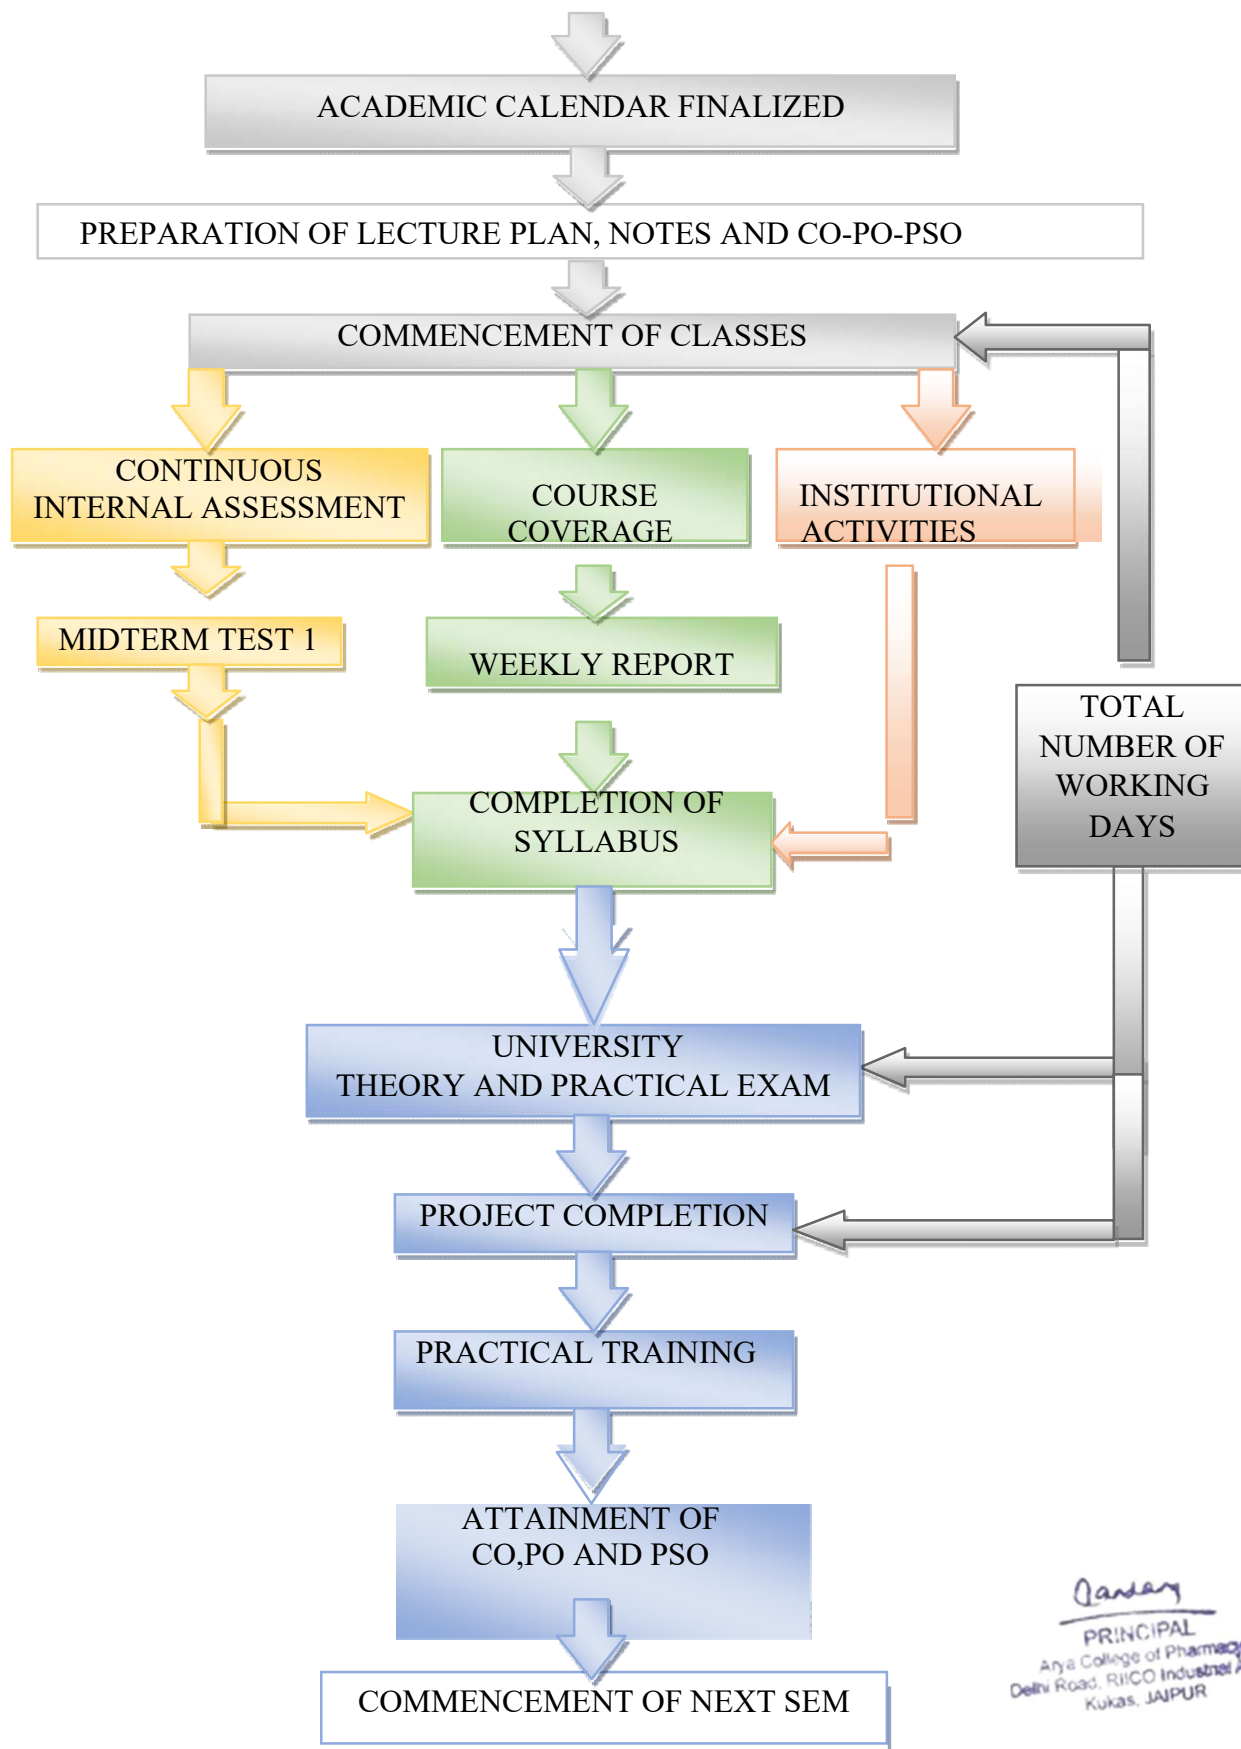 ACADEMIC CALENDAR FINALIZED
PREPARATION OF LECTURE PLAN, NOTES AND CO-PO-PSO
COMMENCEMENT OF CLASSES
CONTINUOUS
INTERNAL ASSESSMENT
COURSE
COVERAGE
INSTITUTIONAL
ACTIVITIES
MIDTERM TEST 1
WEEKLY REPORT
TOTAL
NUMBER OF
WORKING
DAYS
COMPLETION OF
SYLLABUS
UNIVERSITY
THEORY AND PRACTICAL EXAM
PROJECT COMPLETION
PRACTICAL TRAINING
ATTAINMENT OF
CO,PO AND PSO
COMMENCEMENT OF NEXT SEM
PRINCIPAL
Arya College of Pharmacy
Delhi Road, RIICO Industrial A
Kukas, JAIPUR